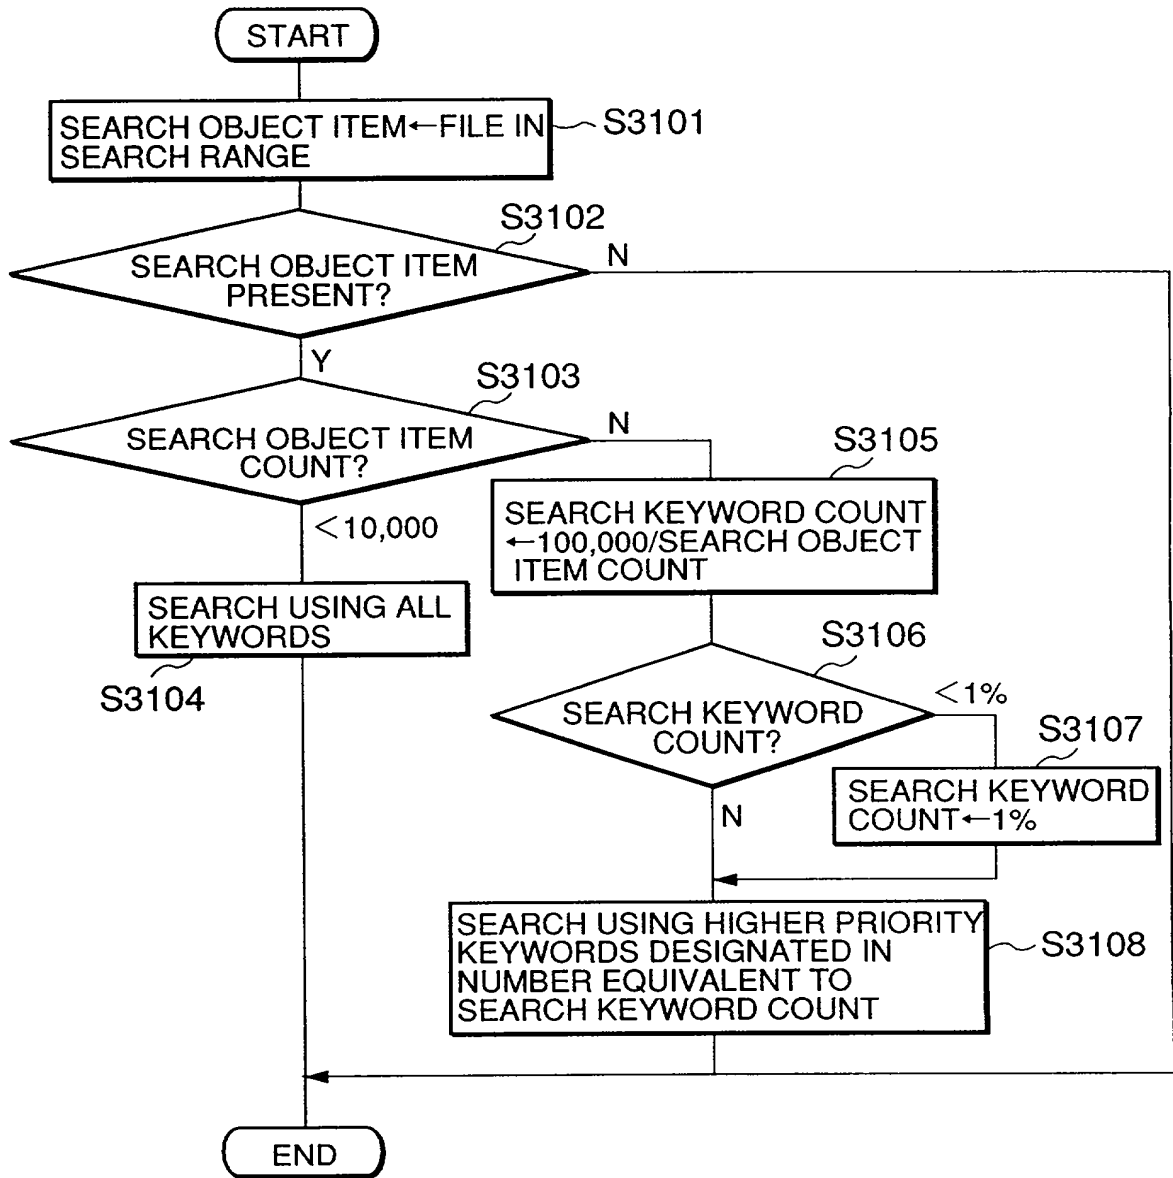 START
SEARCH OBJECT ITEM←FILE IN
SEARCH RANGE
S3101
S3102
SEARCH OBJECT ITEM
PRESENT?
N
Y
S3103
SEARCH OBJECT ITEM
COUNT?
N
<10,000
S3105
SEARCH KEYWORD COUNT
←100,000/SEARCH OBJECT
ITEM COUNT
SEARCH USING ALL
KEYWORDS
S3104
S3106
SEARCH KEYWORD
COUNT?
<1%
N
S3107
SEARCH KEYWORD
COUNT←1%
SEARCH USING HIGHER PRIORITY
KEYWORDS DESIGNATED IN
NUMBER EQUIVALENT TO
SEARCH KEYWORD COUNT
S3108
END